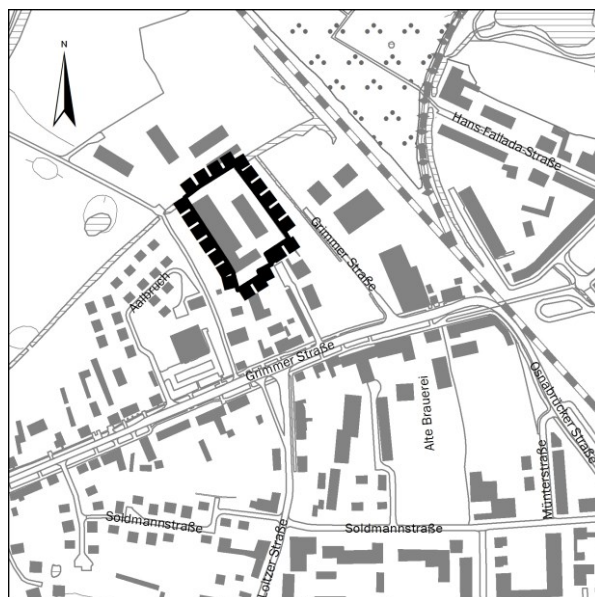 N
Hans Fallada Straße
Grimmer Straße
Aalbruch
Grimmer Straße
Osnabrücker Straße
Alte Brauerei
Münterstraße
Soldmannstraße
Soldmannstraße
Loitzer Straße